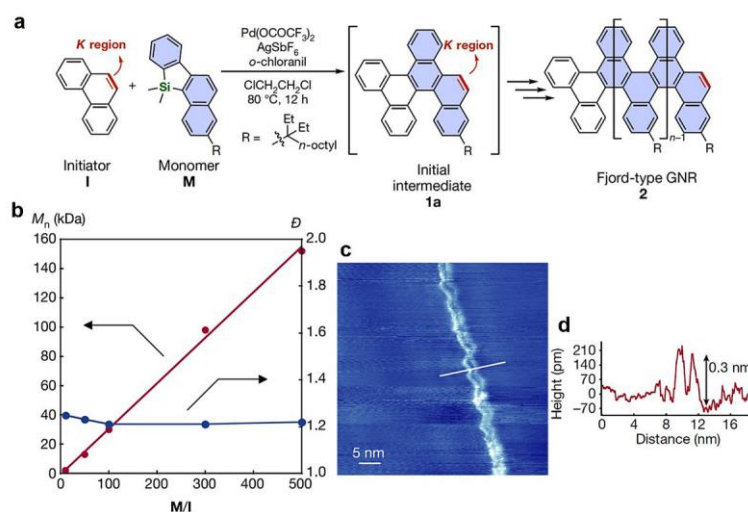 a
K region
Initiator
I
+
Si
R
Monomer
M
Pd(OCOCF₃)₂
AgSbF₆
o-chloranil
ClCH₂CH₂Cl
80 °C, 12 h
R =
Et
Et
n-octyl
K region
R
Initial
intermediate
1a
R
n–1
R
Fjord-type GNR
2
b
Mₙ (kDa)
Đ
160
140
120
100
80
60
40
20
0
2.0
1.8
1.6
1.4
1.2
1.0
0
100
200
300
400
500
M/I
c
5 nm
d
Height (pm)
210
140
70
0
–70
0.3 nm
0
4
8
12
16
Distance (nm)